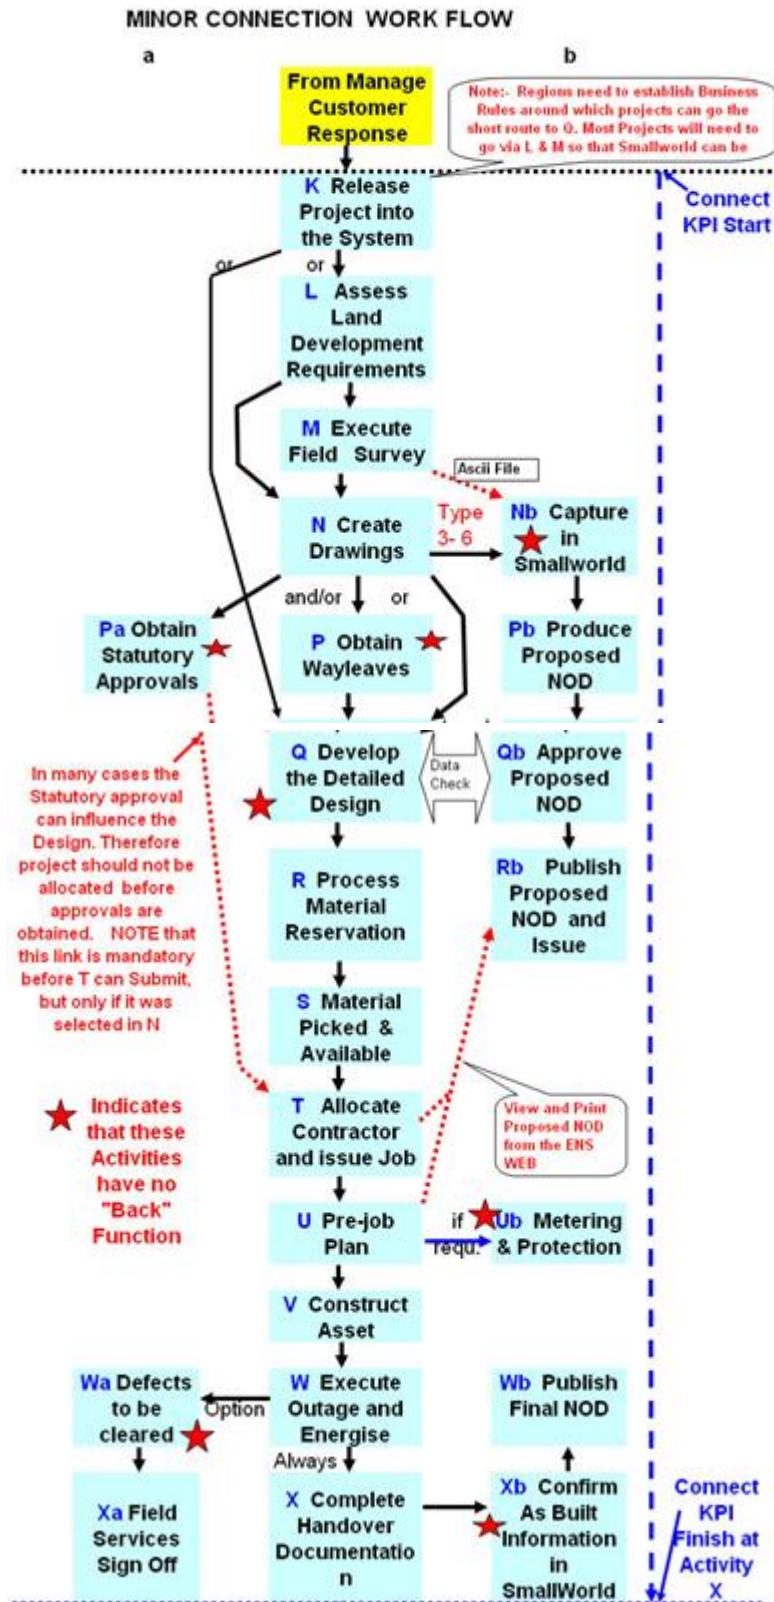 MINOR CONNECTION WORK FLOW
a
b
From Manage
Customer
Response
Note:- Regions need to establish Business
Rules around which projects can go the
short route to Q. Most Projects will need to
go via L & M so that Smallworld can be
K Release
Project into
the System
Connect
KPI Start
or
or
L Assess
Land
Development
Requirements
M Execute
Field Survey
Ascii File
N Create
Drawings
Type
3- 6
Nb Capture
in
Smallworld
and/or
or
Pa Obtain
Statutory
Approvals
P Obtain
Wayleaves
Pb Produce
Proposed
NOD
In many cases the
Statutory approval
can influence the
Design. Therefore
project should not be
allocated before
approvals are
obtained. NOTE that
this link is mandatory
before T can Submit,
but only if it was
selected in N
Q Develop
the Detailed
Design
Data
Check
Qb Approve
Proposed
NOD
R Process
Material
Reservation
Rb Publish
Proposed
NOD and
Issue
S Material
Picked &
Available
Indicates
that these
Activities
have no
"Back"
Function
T Allocate
Contractor
and issue Job
View and Print
Proposed NOD
from the ENS
WEB
U Pre-job
Plan
if
requ.
Ub Metering
& Protection
V Construct
Asset
Wa Defects
to be
cleared
Option
W Execute
Outage and
Energise
Wb Publish
Final NOD
Always
Xa Field
Services
Sign Off
X Complete
Handover
Documentatio
n
Xb Confirm
As Built
Information
in
SmallWorld
Connect
KPI
Finish at
Activity
X